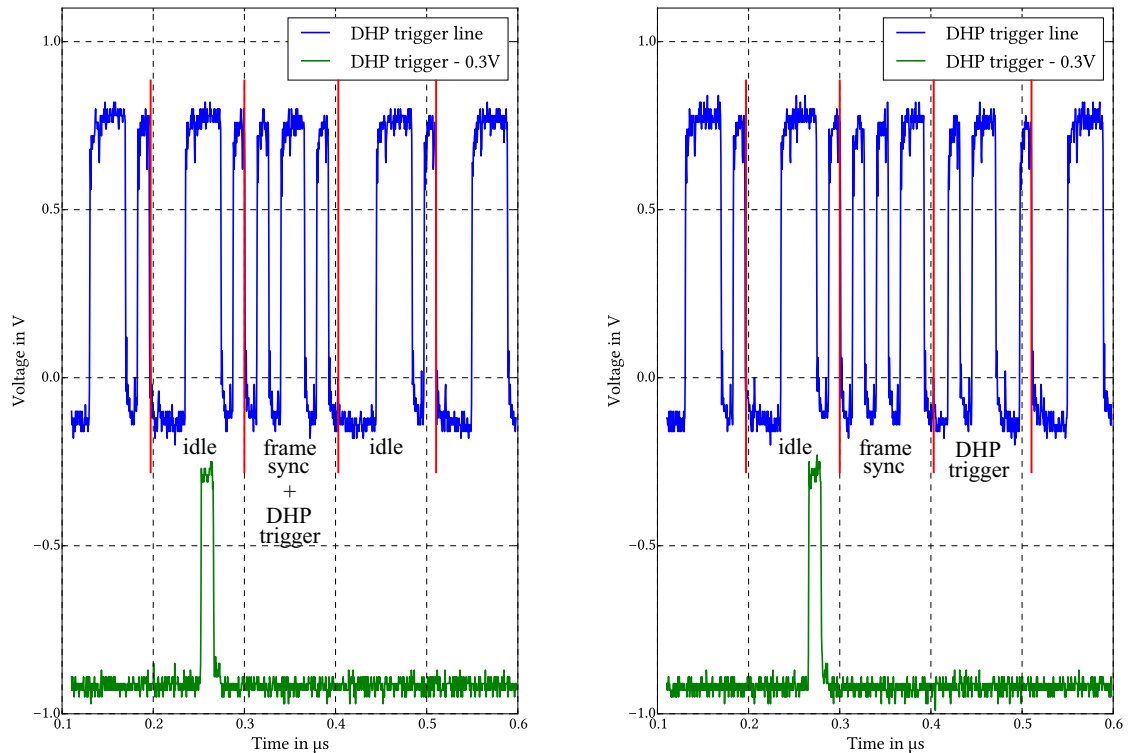 DHP trigger line
DHP trigger - 0.3V
1.0
0.5
0.0
−0.5
−1.0
Voltage in V
idle
frame
sync
+
DHP
trigger
idle
0.1 0.2 0.3 0.4 0.5 0.6
Time in µs
DHP trigger line
DHP trigger - 0.3V
1.0
0.5
0.0
−0.5
−1.0
Voltage in V
idle
frame
sync
DHP
trigger
0.1 0.2 0.3 0.4 0.5 0.6
Time in µs